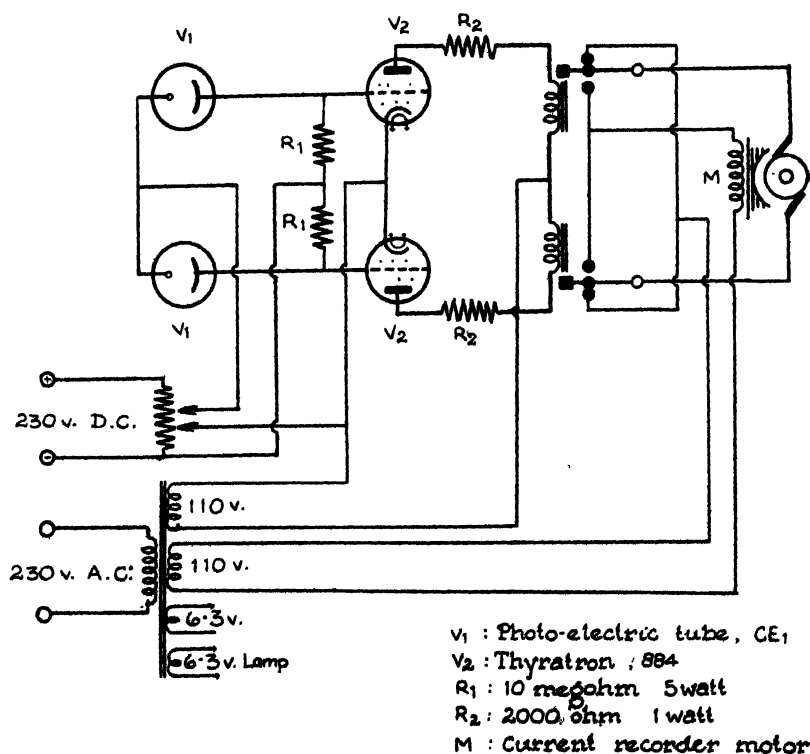 V₁
V₂
R₂
R₁
R₁
M
V₁
V₂
R₂
230 v. D.C.
110 v.
230 v. A.C.
110 v.
6·3 v.
6·3 v. Lamp
V₁ : Photo-electric tube, CE₁
V₂ : Thyratron , 884
R₁ : 10 megohm 5 watt
R₂ : 2000 ohm 1 watt
M : Current recorder motor